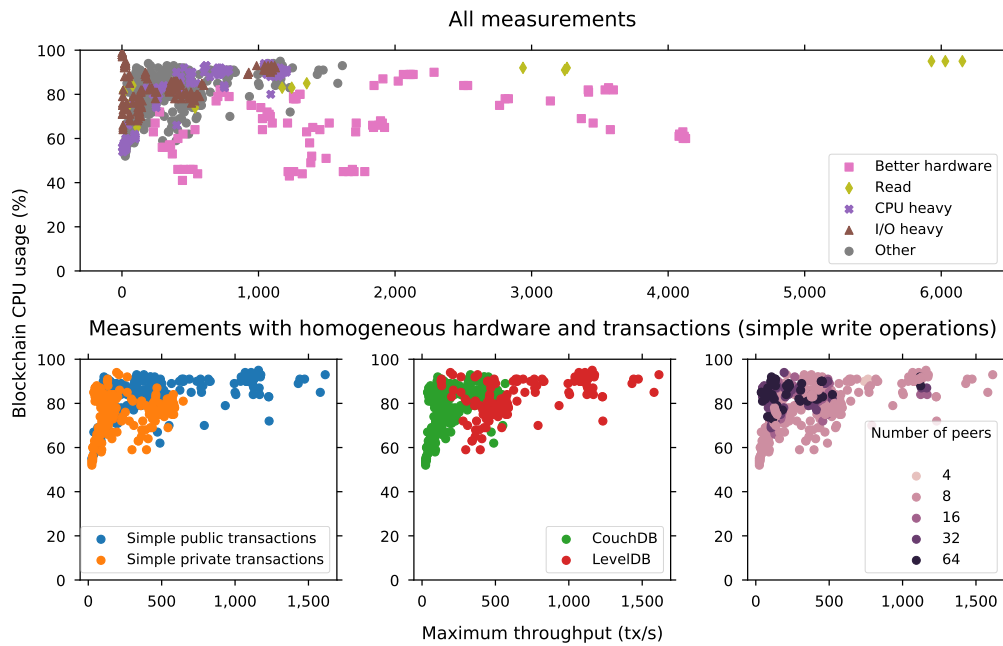 All measurements
100
80
60
40
20
0
0 1,000 2,000 3,000 4,000 5,000 6,000
Better hardware
Read
CPU heavy
I/O heavy
Other
Blockchain CPU usage (%)
Measurements with homogeneous hardware and transactions (simple write operations)
100
80
60
40
20
0
0 500 1,000 1,500
Simple public transactions
Simple private transactions
100
80
60
40
20
0
0 500 1,000 1,500
CouchDB
LevelDB
100
80
60
40
20
0
0 500 1,000 1,500
Number of peers
4
8
16
32
64
Maximum throughput (tx/s)